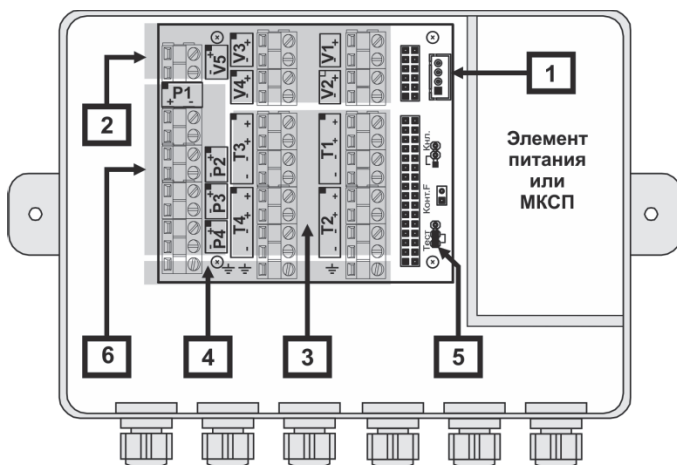 V5
+
-
V3
+
-
V4
+
-
V1
+
-
V2
+
-
1
2
P1
+ -
P2
+
-
P3
+
-
P4
+
-
T3
+
-
T4
+
-
T1
+
-
T2
+
-
Кнл.
Конт.F
Тест
Элемент
питания
или
МКСП
6
4
3
5